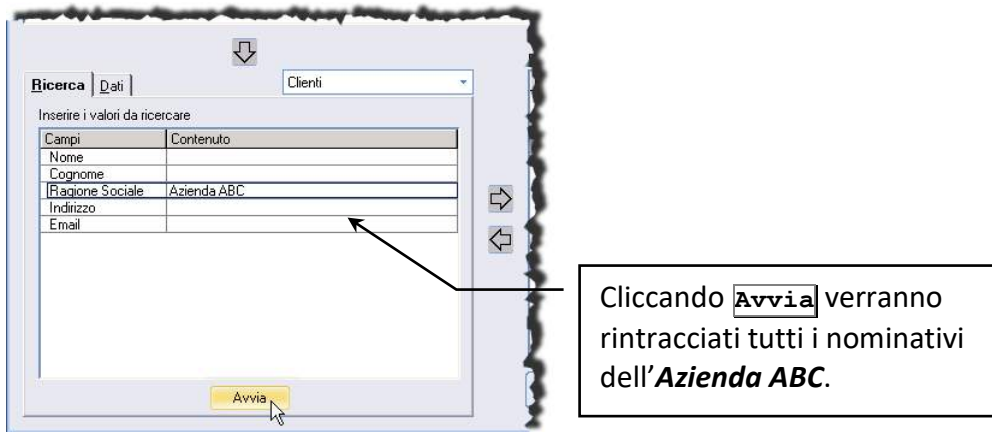 Ricerca Dati Clienti
Inserire i valori da ricercare
Campi Contenuto
Nome
Cognome
Ragione Sociale Azienda ABC
Indirizzo
Email
Avvia
Cliccando Avvia verranno
rintracciati tutti i nominativi
dell’Azienda ABC.